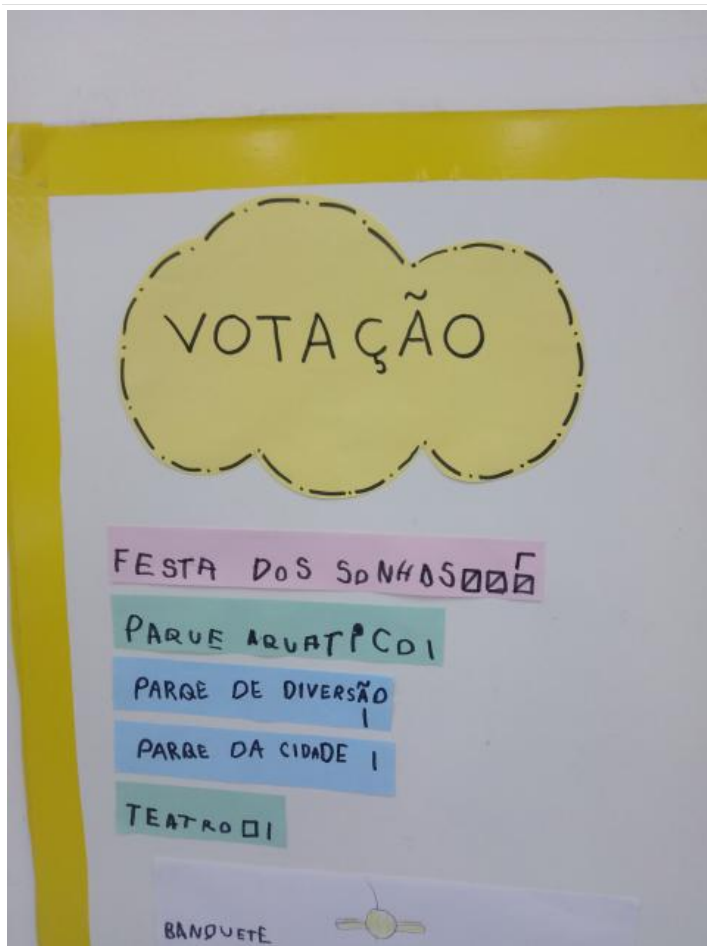 VOTAÇÃO
FESTA DOS SONHOS
PARQUE AQUATICO I
PARQE DE DIVERSÃO
I
PARQE DA CIDADE I
TEATRO I
BANQUETE